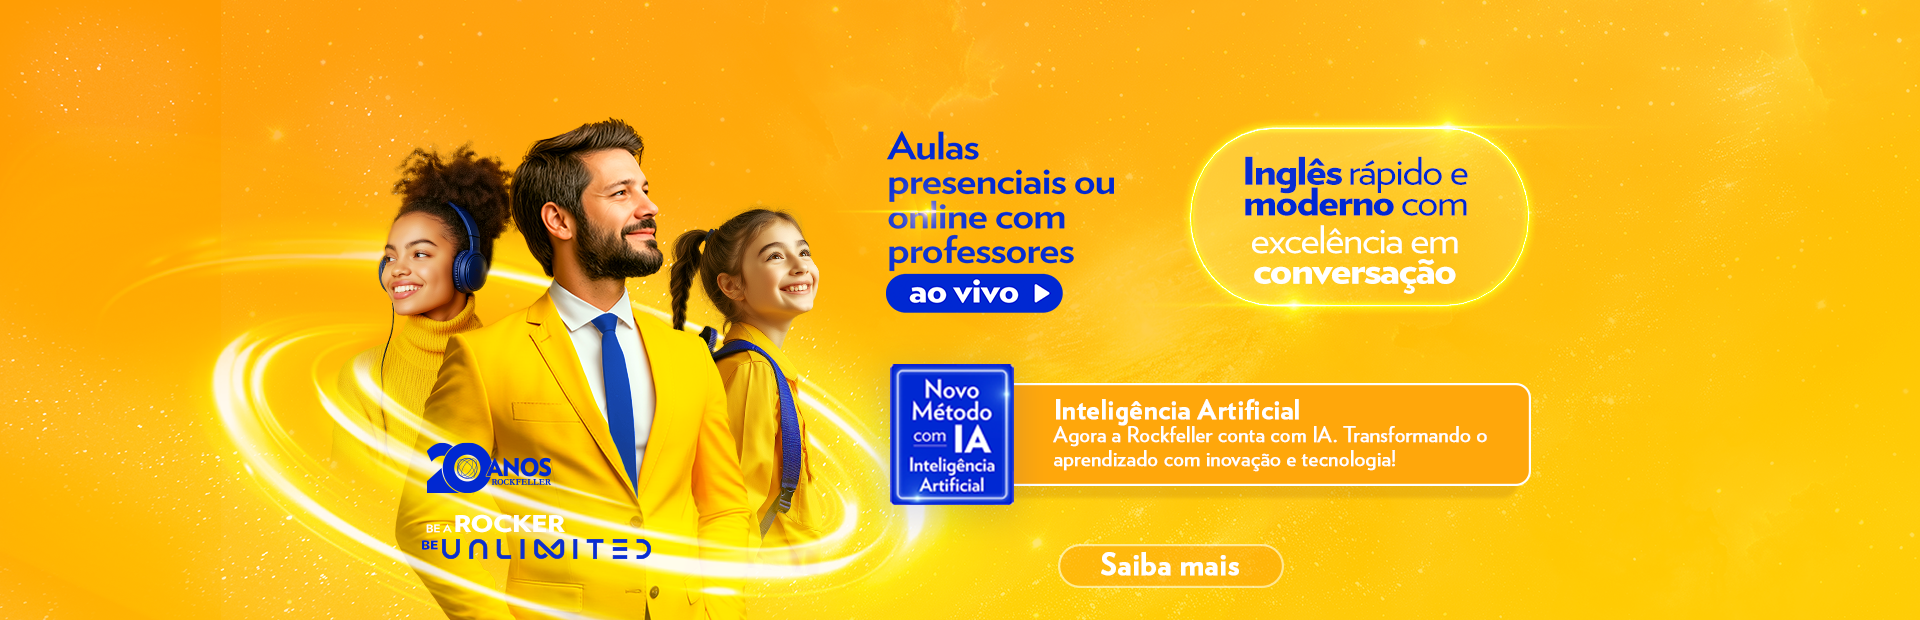 Aulas
presenciais ou
online com
professores
ao vivo
Inglês rápido e
moderno com
excelência em
conversação
Novo
Método
com IA
Inteligência
Artificial
Inteligência Artificial
Agora a Rockfeller conta com IA. Transformando o
aprendizado com inovação e tecnologia!
20 ANOS
ROCKFELLER
BE A ROCKER
BE UNLIMITED
Saiba mais